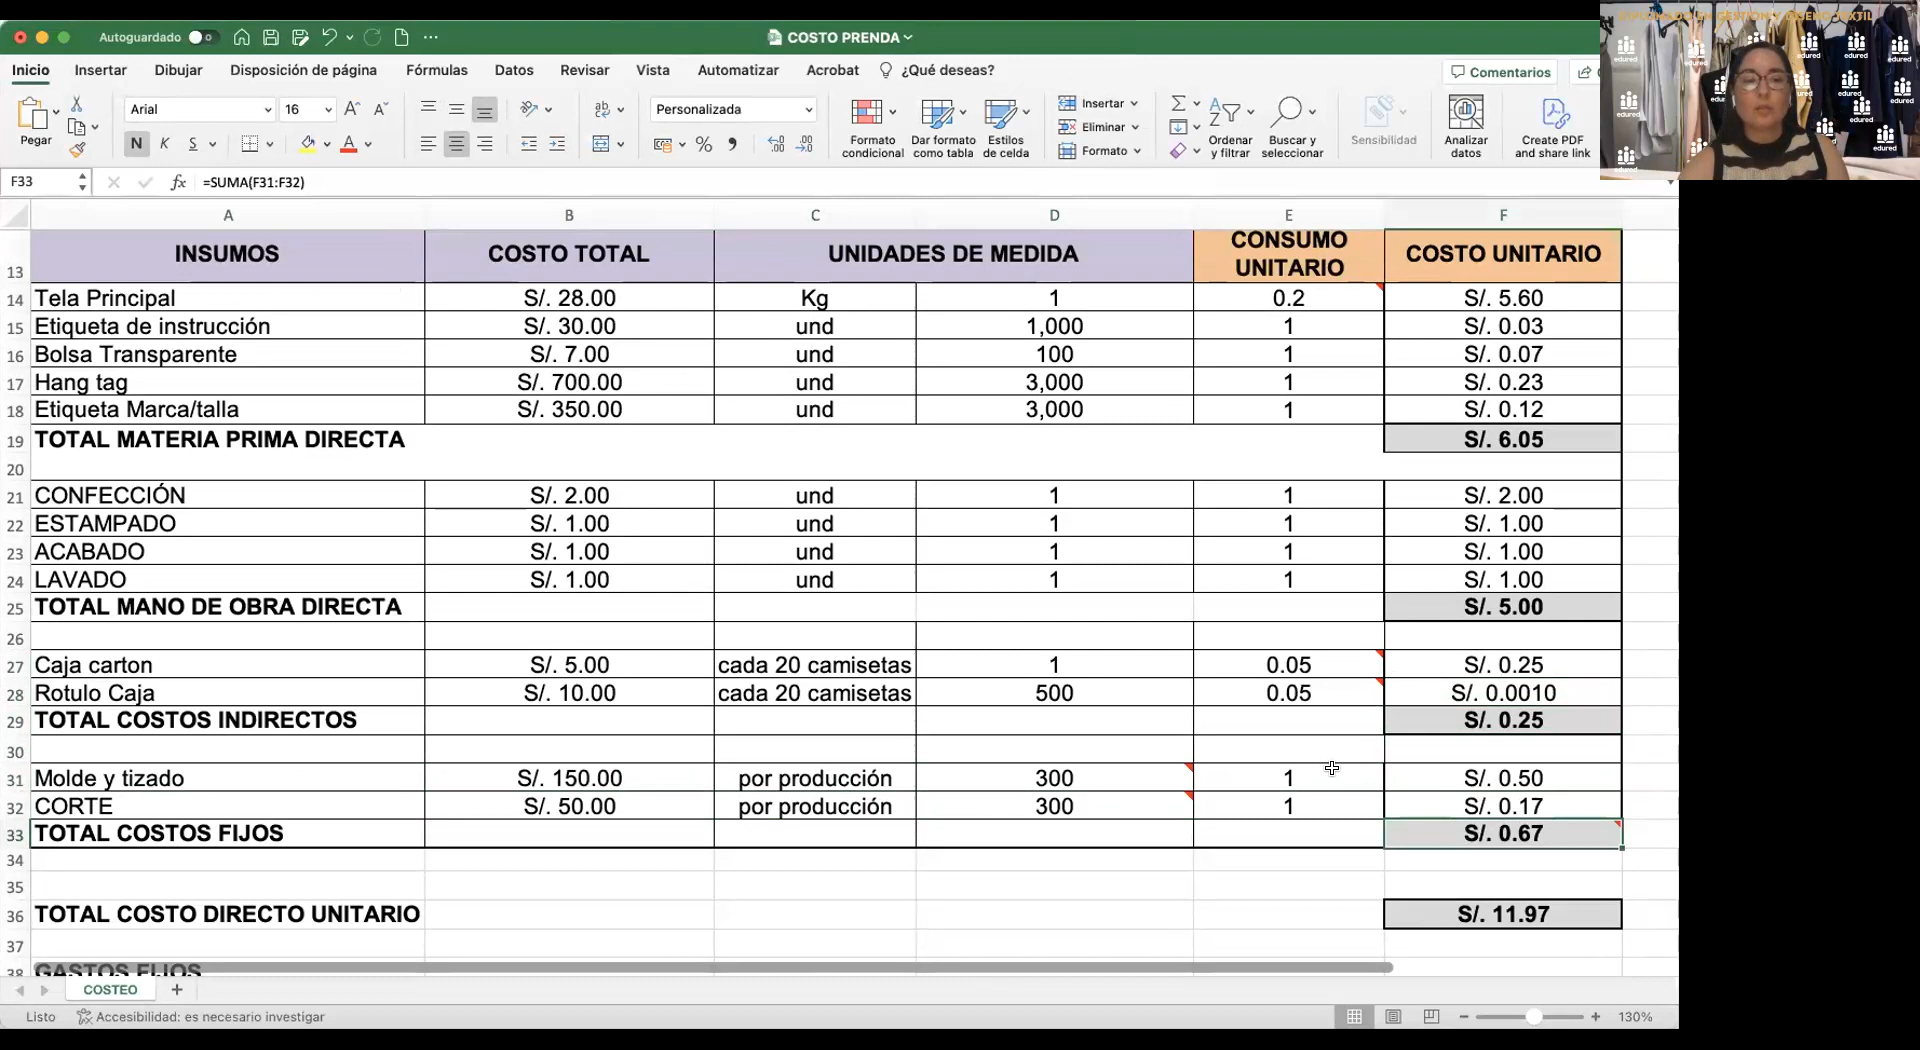 Autoguardado
COSTO PRENDA
Inicio Insertar Dibujar Disposición de página Fórmulas Datos Revisar Vista Automatizar Acrobat ¿Qué deseas? Comentarios
Pegar Arial 16 N K S A Personalizada % Formato condicional Dar formato como tabla Estilos de celda Insertar Eliminar Formato Ordenar y filtrar Buscar y seleccionar Sensibilidad Analizar datos Create PDF and share link
F33 fx =SUMA(F31:F32)
A B C D E F
13 INSUMOS COSTO TOTAL UNIDADES DE MEDIDA CONSUMO UNITARIO COSTO UNITARIO
14 Tela Principal S/. 28.00 Kg 1 0.2 S/. 5.60
15 Etiqueta de instrucción S/. 30.00 und 1,000 1 S/. 0.03
16 Bolsa Transparente S/. 7.00 und 100 1 S/. 0.07
17 Hang tag S/. 700.00 und 3,000 1 S/. 0.23
18 Etiqueta Marca/talla S/. 350.00 und 3,000 1 S/. 0.12
19 TOTAL MATERIA PRIMA DIRECTA S/. 6.05
20
21 CONFECCIÓN S/. 2.00 und 1 1 S/. 2.00
22 ESTAMPADO S/. 1.00 und 1 1 S/. 1.00
23 ACABADO S/. 1.00 und 1 1 S/. 1.00
24 LAVADO S/. 1.00 und 1 1 S/. 1.00
25 TOTAL MANO DE OBRA DIRECTA S/. 5.00
26
27 Caja carton S/. 5.00 cada 20 camisetas 1 0.05 S/. 0.25
28 Rotulo Caja S/. 10.00 cada 20 camisetas 500 0.05 S/. 0.0010
29 TOTAL COSTOS INDIRECTOS S/. 0.25
30
31 Molde y tizado S/. 150.00 por producción 300 1 S/. 0.50
32 CORTE S/. 50.00 por producción 300 1 S/. 0.17
33 TOTAL COSTOS FIJOS S/. 0.67
34
35
36 TOTAL COSTO DIRECTO UNITARIO S/. 11.97
37
38 GASTOS FIJOS
COSTEO
Listo Accesibilidad: es necesario investigar 130%
edured